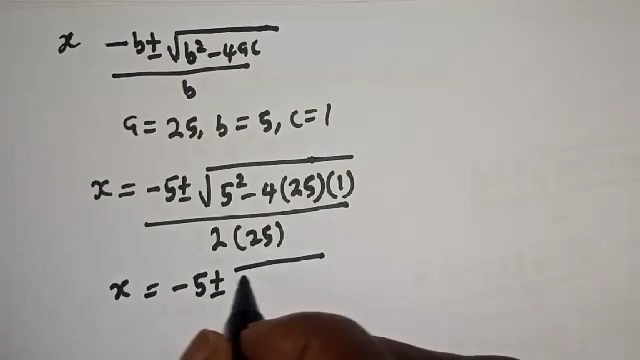 x -b± √b²-4ac
b
a=25, b=5, c=1
x = -5± √5²-4(25)(1)
2(25)
x = -5±